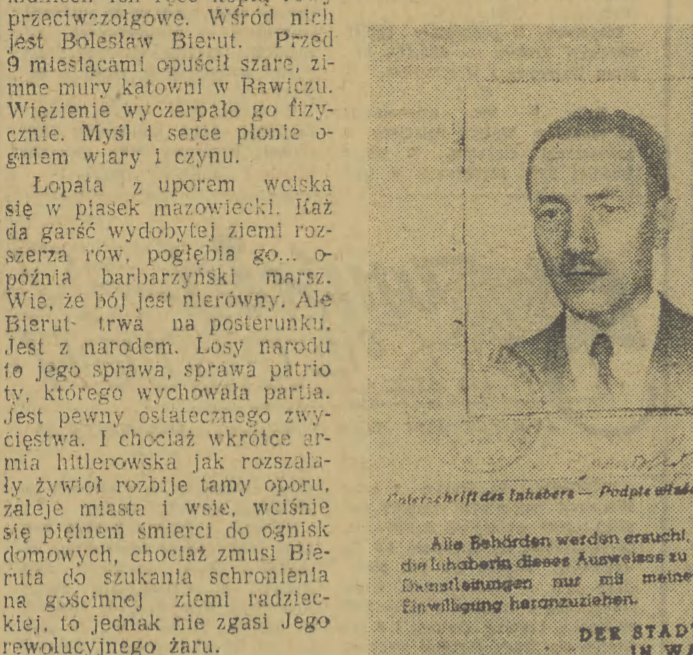 przeciwczołgowe. Wśród nich
jest Bolesław Bierut. Przed
9 miesiącami opuścił szare, zi-
mne mury katowni w Rawiczu.
Więzienie wyczerpało go fizy-
cznie. Myśl i serce płonie o-
gniem wiary i czynu.
Łopata z uporem wciska
się w piasek mazowiecki. Każ
da garść wydobytej ziemi roz-
szerza rów, pogłębia go... o-
późnia barbarzyński marsz.
Wie, że bój jest nierówny. Ale
Bierut trwa na posterunku.
Jest z narodem. Losy narodu
to jego sprawa, sprawa patrio
ty, którego wychowała partia.
Jest pewny ostatecznego zwy-
cięstwa. I chociaż wkrótce ar-
mia hitlerowska jak rozszala-
ły żywioł rozbije tamy oporu,
zaleje miasta i wsie, wciśnie
się piętnem śmierci do ognisk
domowych, chociaż zmusi Bie-
ruta do szukania schronienia
na gościnnej ziemi radziec-
kiej, to jednak nie zgasi Jego
rewolucyjnego żaru.
Unterschrift des Inhabers — Podpis
Alle Behörden werden ersucht,
die Inhaberin dieses Ausweises zu
Dienstleistungen nur mit meine
Einwilligung heranzuziehen.
DER STAD
IN WA